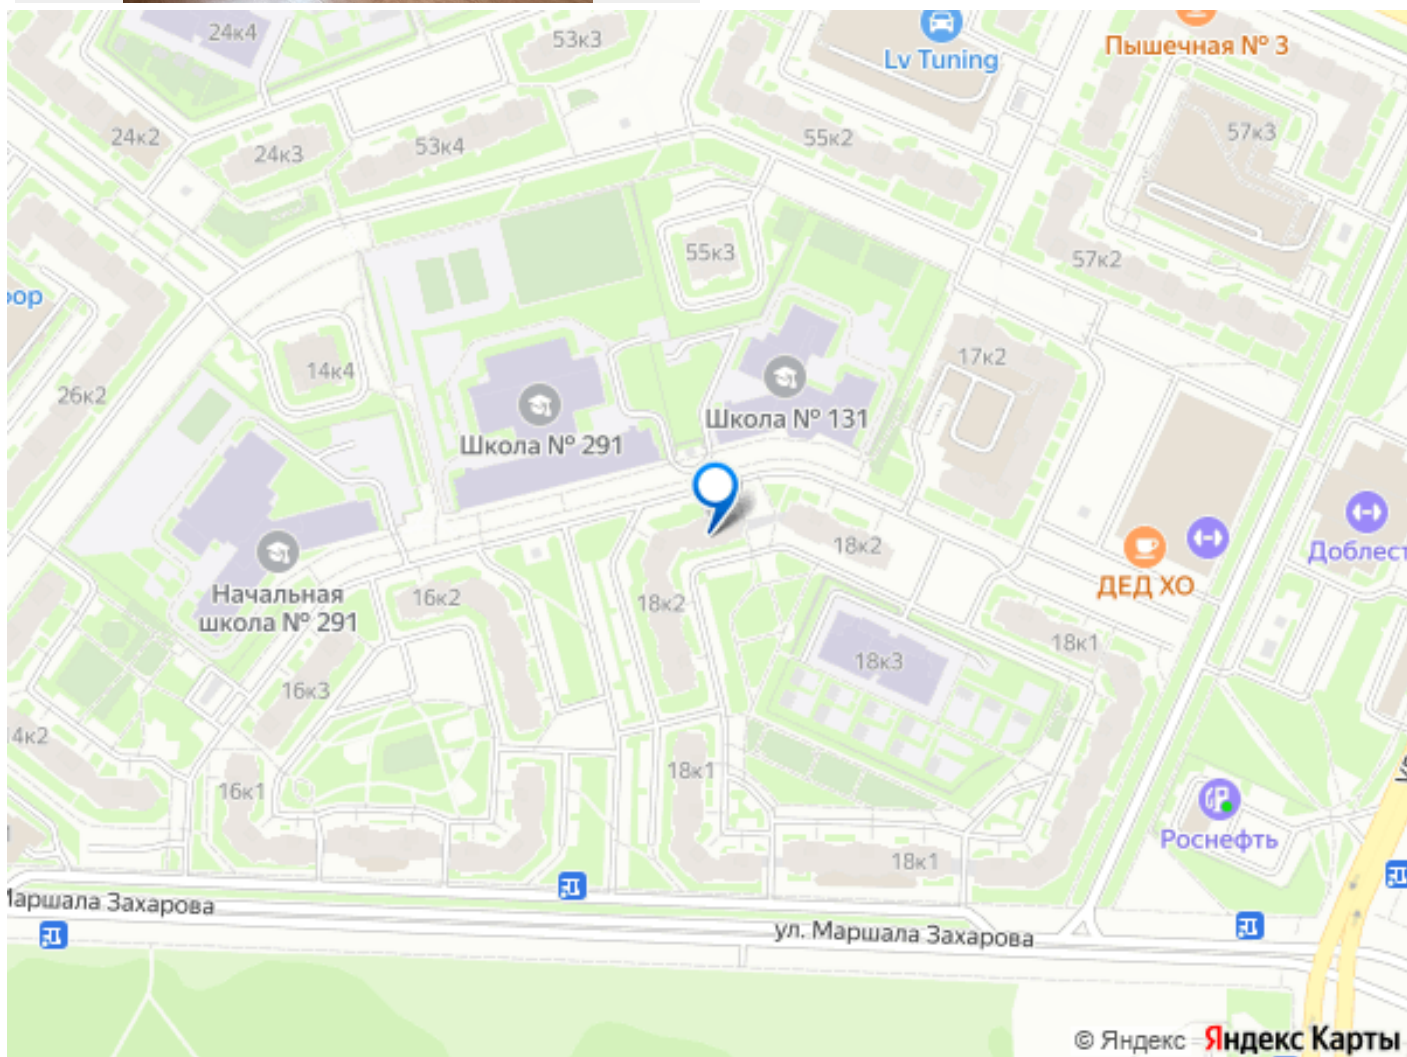 24к4
53к3
Lv Tuning
Пышечная № 3
24к2
24к3
53к4
55к2
57к3
55к3
57к2
14к4
17к2
26к2
Школа № 291
Школа № 131
18к2
ДЕД ХО
Доблест
Начальная
школа № 291
16к2
18к2
18к1
16к3
18к3
4к2
16к1
18к1
Роснефть
18к1
Маршала Захарова
ул. Маршала Захарова
© Яндекс Яндекс Карты